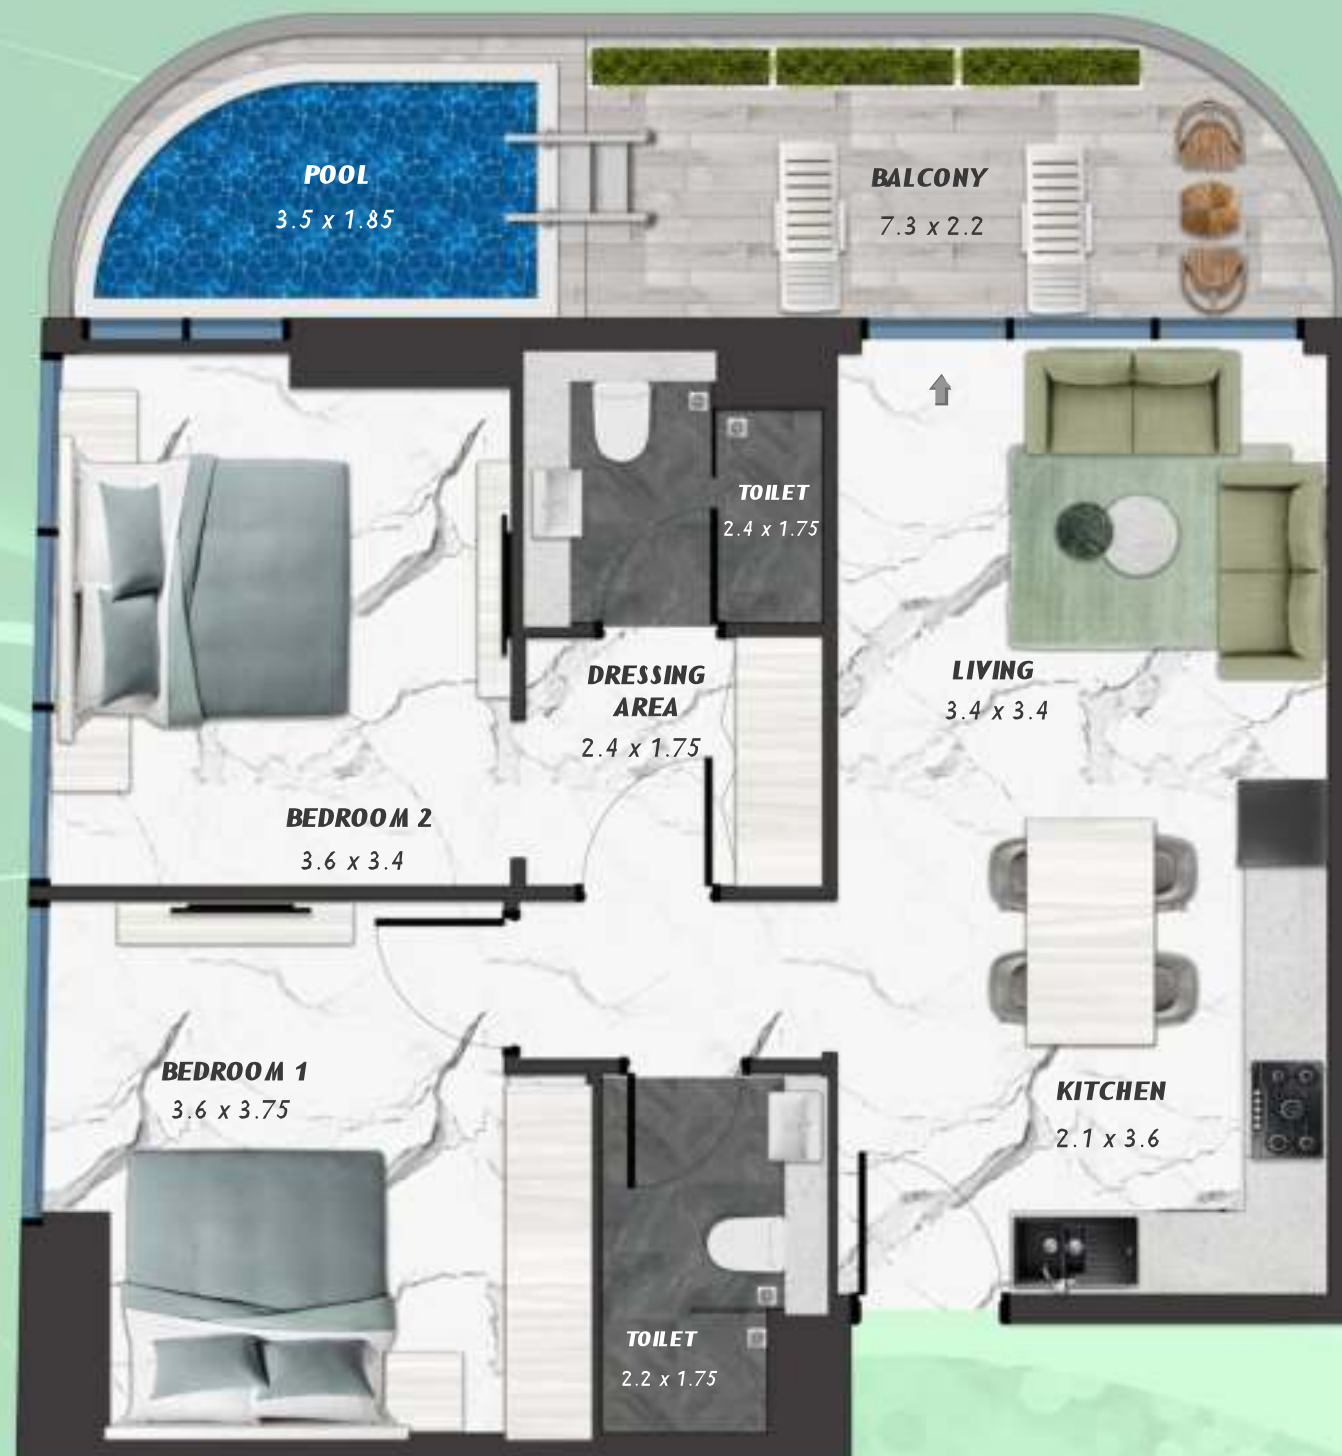 POOL
3.5 x 1.85
BALCONY
7.3 x 2.2
TOILET
2.4 x 1.75
DRESSING
AREA
2.4 x 1.75
LIVING
3.4 x 3.4
BEDROOM 2
3.6 x 3.4
BEDROOM 1
3.6 x 3.75
KITCHEN
2.1 x 3.6
TOILET
2.2 x 1.75